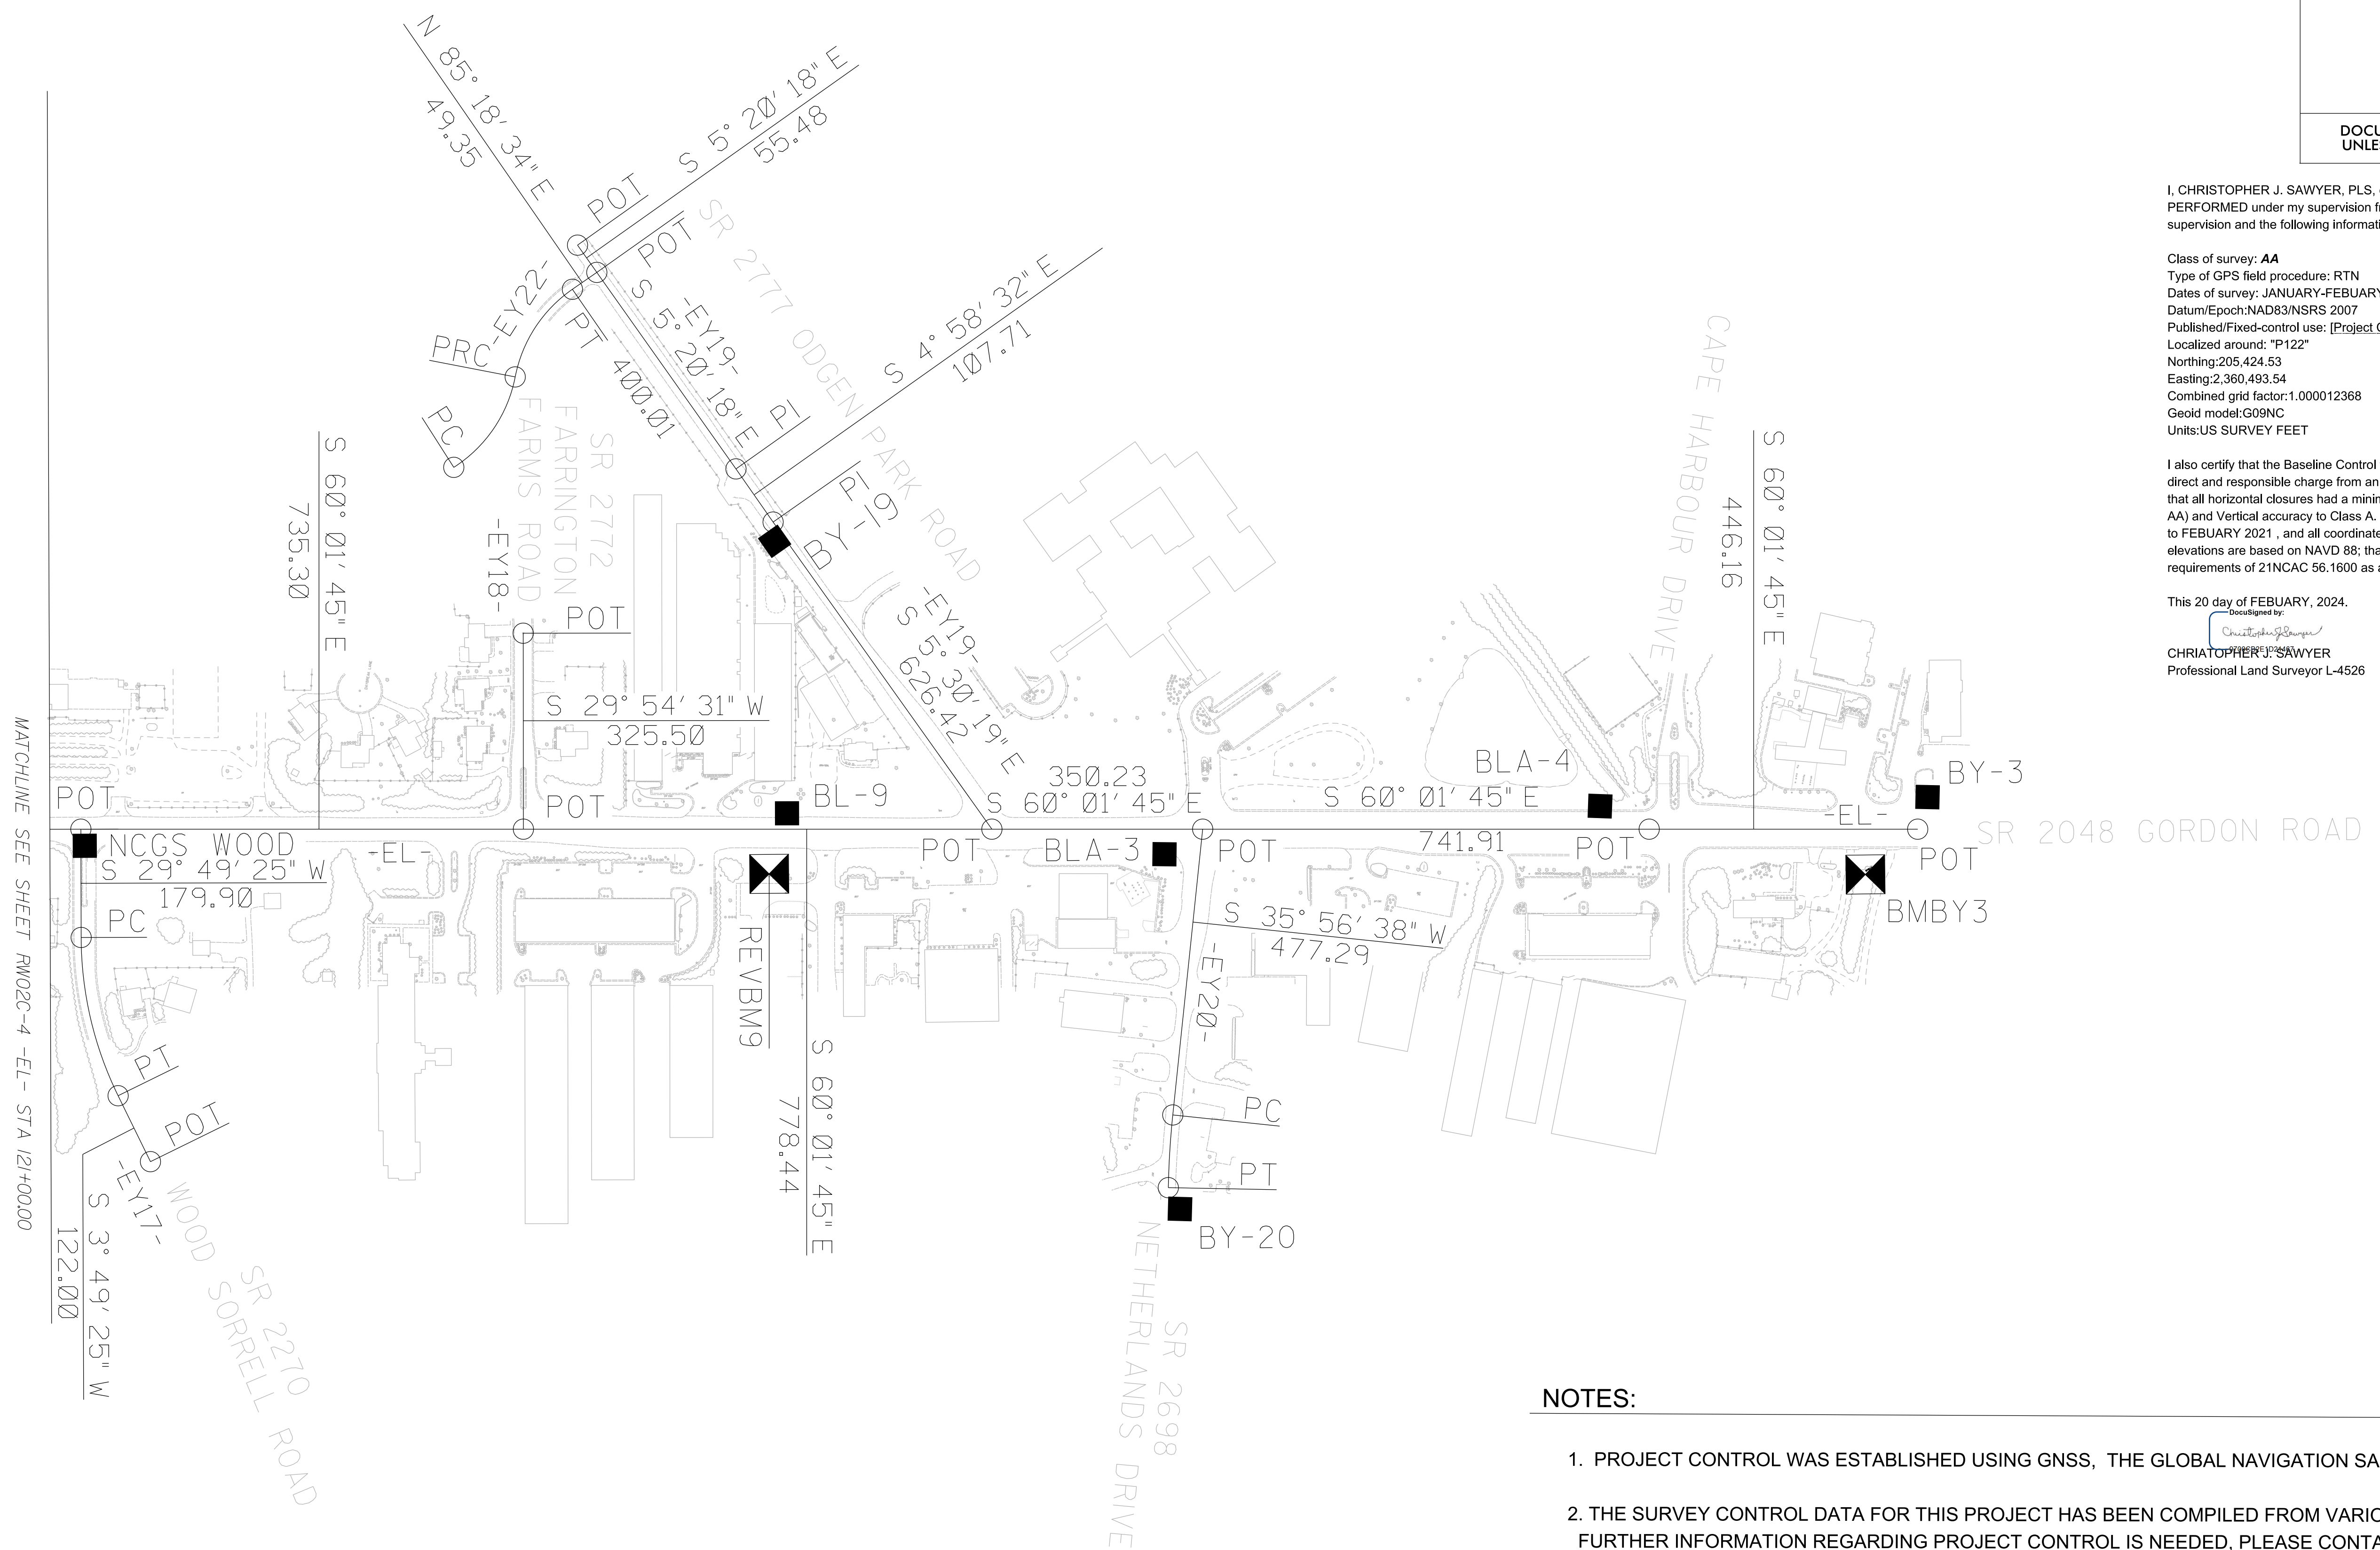 N 85° 18' 34" E
49.35
S 5° 20' 18" E
55.48
POT
POT
SR 2777 ODGEN PARK ROAD
-EY22-
PT
PRC
PC
400.01
-EY19-
S 5° 20' 18" E
PI
S 4° 58' 32" E
107.71
PI
BY-19
CAPE HARBOUR DRIVE
S 60° 01' 45" E
735.30
-EY18-
SR 2772
FARRINGTON
FARMS ROAD
POT
S 29° 54' 31" W
325.50
-EY19-
S 5° 30' 19" E
626.42
S 60° 01' 45" E
446.16
POT
POT
BL-9
350.23
S 60° 01' 45" E
S 60° 01' 45" E
BLA-4
BY-3
-EL-
SR 2048 GORDON ROAD
NCGS WOOD
S 29° 49' 25" W
179.90
-EL-
POT
BLA-3
POT
741.91
POT
POT
PC
REVBM9
S 35° 56' 38" W
477.29
BMBY3
-EY20-
PT
POT
-EY17-
S 60° 01' 45" E
778.44
PC
PT
BY-20
S 3° 49' 25" W
122.00
SR 2270
WOOD SORRELL ROAD
SR 2698
NETHERLANDS DRIVE
MATCHLINE SEE SHEET RW02C-4 -EL- STA 121+00.00
DOCU
UNLE
I, CHRISTOPHER J. SAWYER, PLS,
PERFORMED under my supervision
supervision and the following
Class of survey: AA
Type of GPS field procedure: RTN
Dates of survey: JANUARY-FEBUARY
Datum/Epoch:NAD83/NSRS 2007
Published/Fixed-control use: [Project
Localized around: "P122"
Northing:205,424.53
Easting:2,360,493.54
Combined grid factor:1.000012368
Geoid model:G09NC
Units:US SURVEY FEET
I also certify that the Baseline Control
direct and responsible charge from an
that all horizontal closures had a
AA) and Vertical accuracy to Class A.
to FEBUARY 2021 , and all
elevations are based on NAVD 88;
requirements of 21NCAC 56.1600 as
This 20 day of FEBUARY, 2024.
DocuSigned by:
Christopher J Sawyer
CHRIATOPHER J. SAWYER
Professional Land Surveyor L-4526
NOTES:
1. PROJECT CONTROL WAS ESTABLISHED USING GNSS, THE GLOBAL NAVIGATION
2. THE SURVEY CONTROL DATA FOR THIS PROJECT HAS BEEN COMPILED FROM
FURTHER INFORMATION REGARDING PROJECT CONTROL IS NEEDED, PLEASE